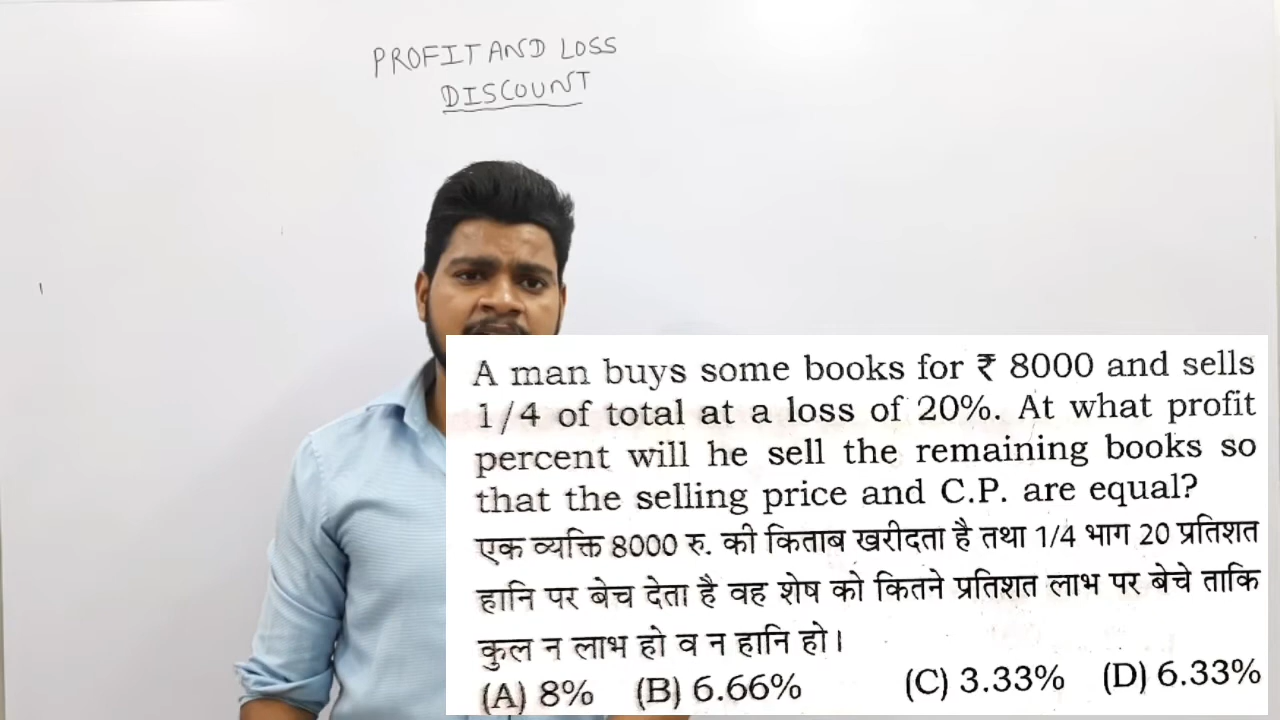 PROFIT AND LOSS
DISCOUNT
A man buys some books for ₹ 8000 and sells
1/4 of total at a loss of 20%. At what profit
percent will he sell the remaining books so
that the selling price and C.P. are equal?
एक व्यक्ति 8000 रु. की किताब खरीदता है तथा 1/4 भाग 20 प्रतिशत
हानि पर बेच देता है वह शेष को कितने प्रतिशत लाभ पर बेचे ताकि
कुल न लाभ हो व न हानि हो।
(A) 8% (B) 6.66% (C) 3.33% (D) 6.33%